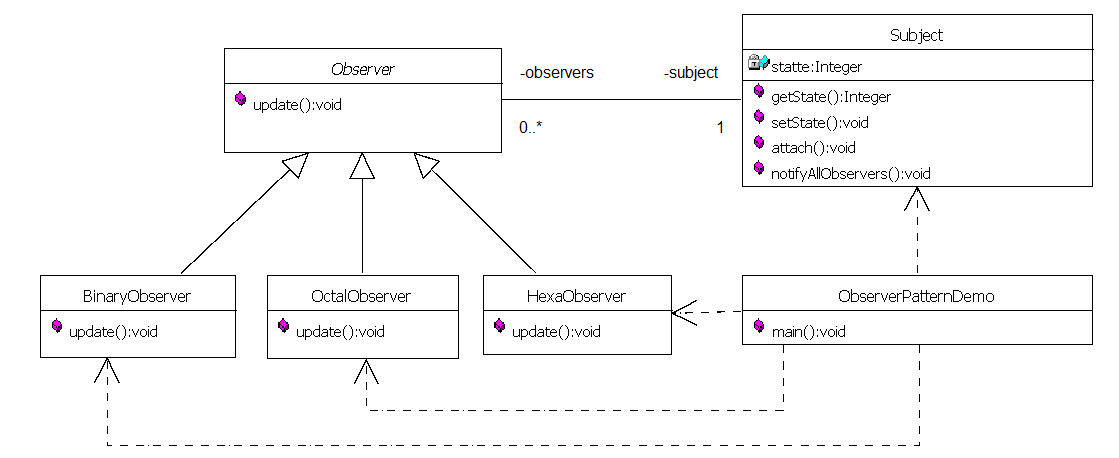 Subject
statte:Integer
getState():Integer
setState():void
attach():void
notifyAllObservers():void
Observer
update():void
-observers
-subject
0..*
1
BinaryObserver
update():void
OctalObserver
update():void
HexaObserver
update():void
ObserverPatternDemo
main():void